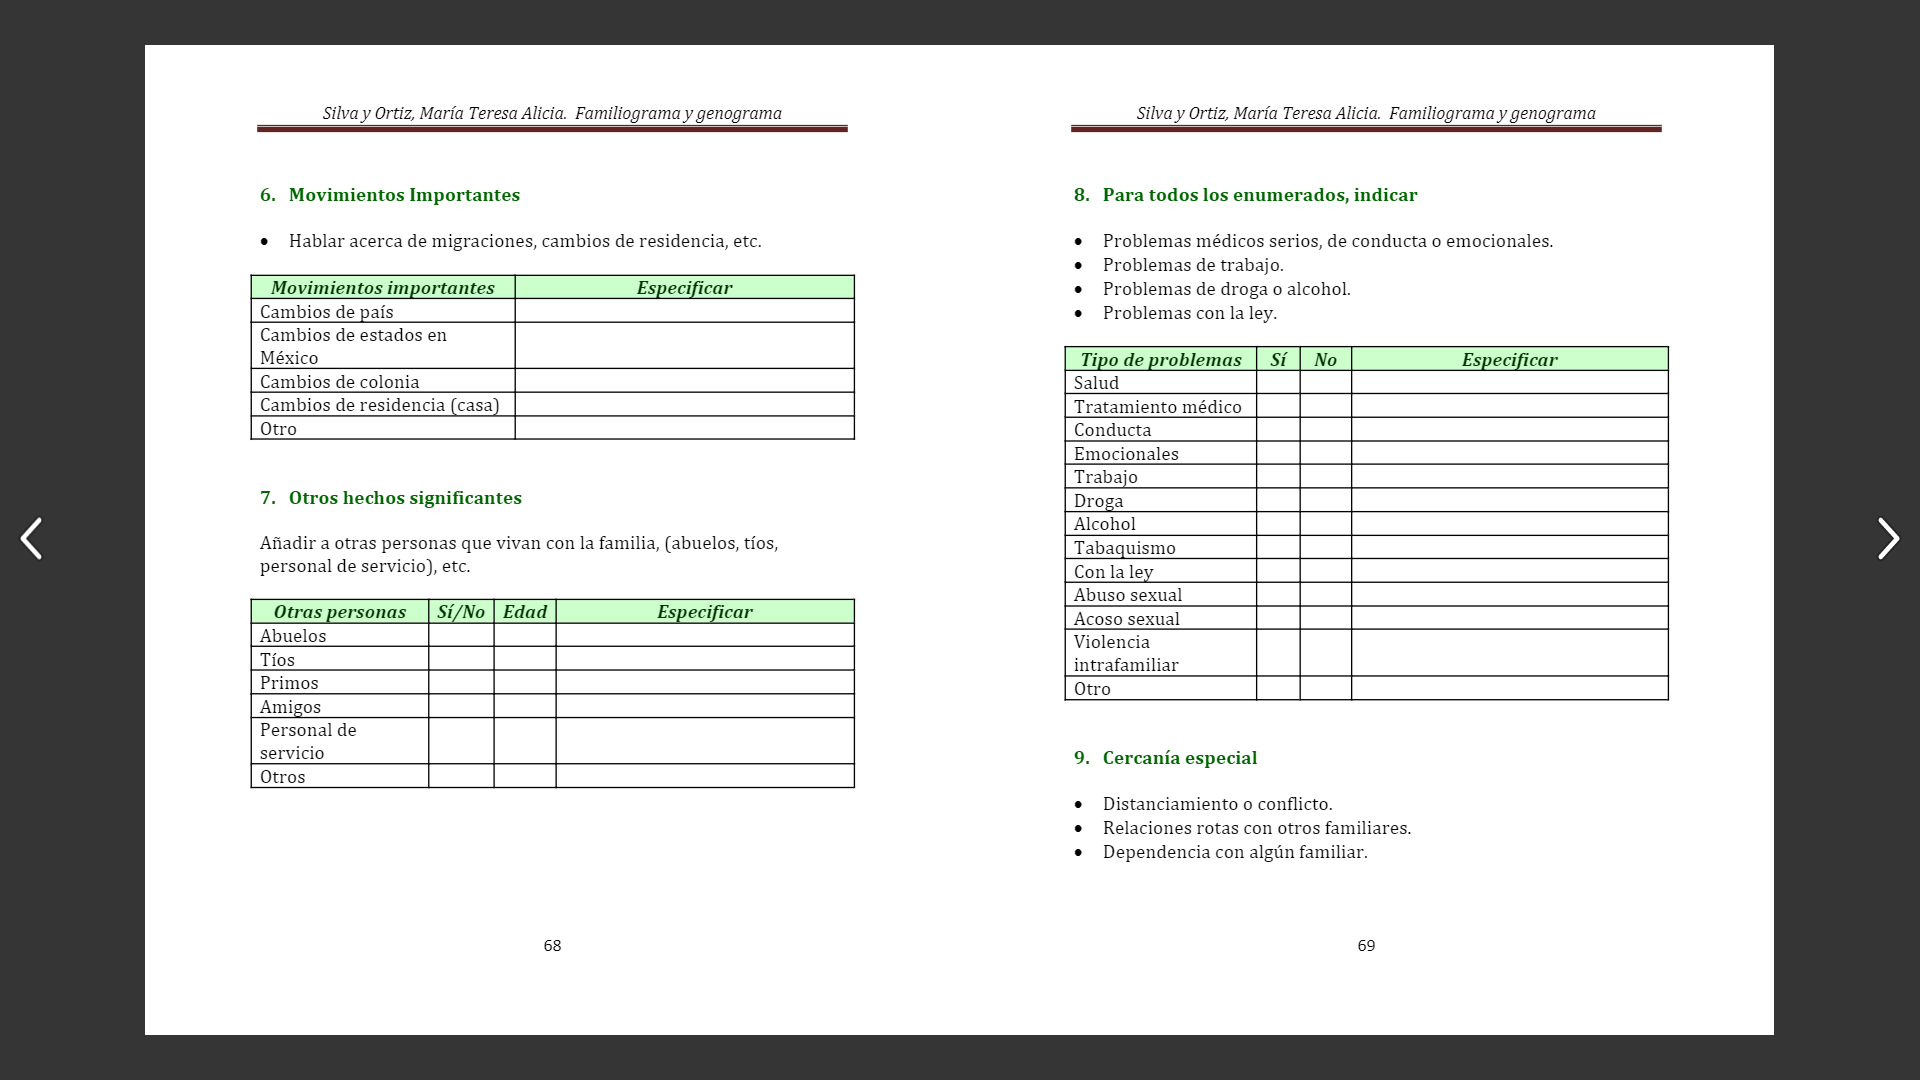 Silva y Ortiz, María Teresa Alicia.  Familiograma y genograma
6. Movimientos Importantes
• Hablar acerca de migraciones, cambios de residencia, etc.
Movimientos importantes Especificar
Cambios de país
Cambios de estados en
México
Cambios de colonia
Cambios de residencia (casa)
Otro
7. Otros hechos significantes
Añadir a otras personas que vivan con la familia, (abuelos, tíos,
personal de servicio), etc.
Otras personas Sí/No Edad Especificar
Abuelos
Tíos
Primos
Amigos
Personal de
servicio
Otros
68
Silva y Ortiz, María Teresa Alicia.  Familiograma y genograma
8. Para todos los enumerados, indicar
• Problemas médicos serios, de conducta o emocionales.
• Problemas de trabajo.
• Problemas de droga o alcohol.
• Problemas con la ley.
Tipo de problemas Sí No Especificar
Salud
Tratamiento médico
Conducta
Emocionales
Trabajo
Droga
Alcohol
Tabaquismo
Con la ley
Abuso sexual
Acoso sexual
Violencia
intrafamiliar
Otro
9. Cercanía especial
• Distanciamiento o conflicto.
• Relaciones rotas con otros familiares.
• Dependencia con algún familiar.
69